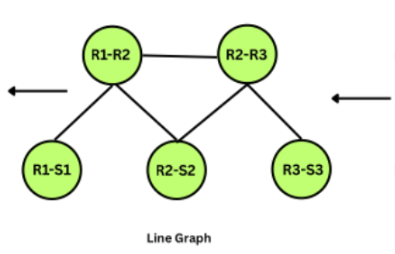 R1-R2
R2-R3
R1-S1
R2-S2
R3-S3
Line Graph